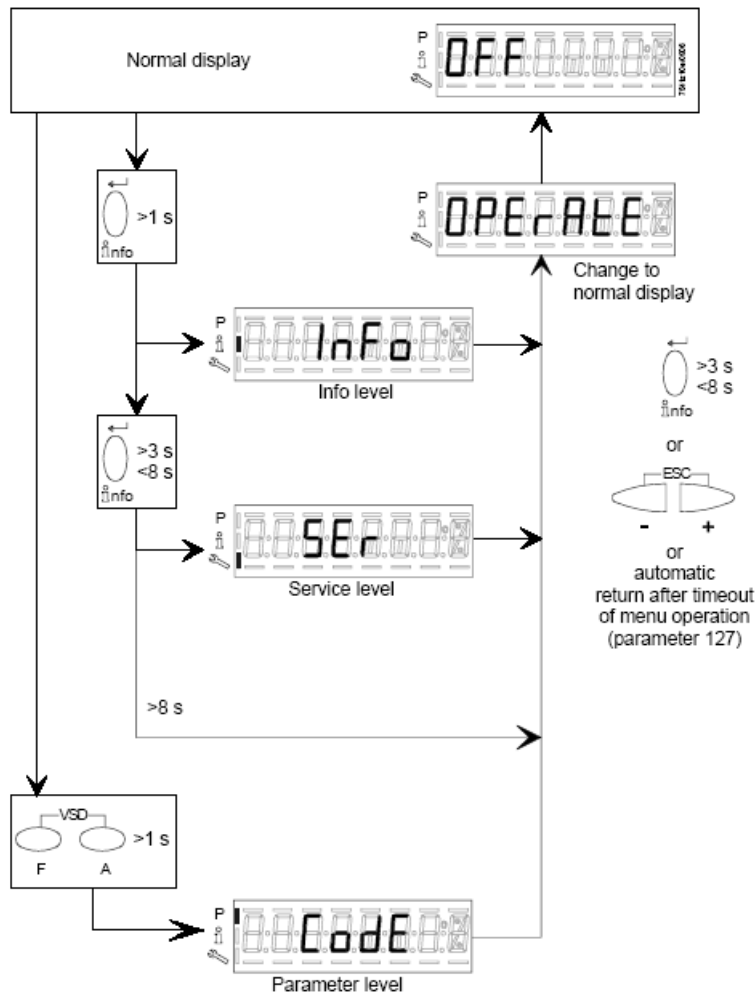 Normal display
P
i
OFF
>1 s
info
P
i
OPErAtE
Change to
normal display
P
i
InFo
Info level
>3 s
<8 s
info
>3 s
<8 s
info
or
ESC
- +
or
automatic
return after timeout
of menu operation
(parameter 127)
P
i
SEr
Service level
>8 s
VSD
>1 s
F A
P
i
CodE
Parameter level